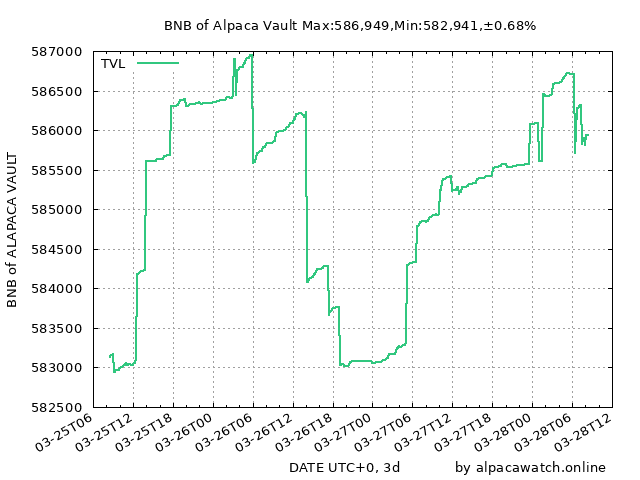 BNB of Alpaca Vault Max:586,949,Min:582,941,±0.68%
587000
586500
586000
585500
585000
584500
584000
583500
583000
582500
TVL
BNB of ALAPACA VAULT
03-25T06
03-25T12
03-25T18
03-26T00
03-26T06
03-26T12
03-26T18
03-27T00
03-27T06
03-27T12
03-27T18
03-28T00
03-28T06
03-28T12
DATE UTC+0, 3d
by alpacawatch.online